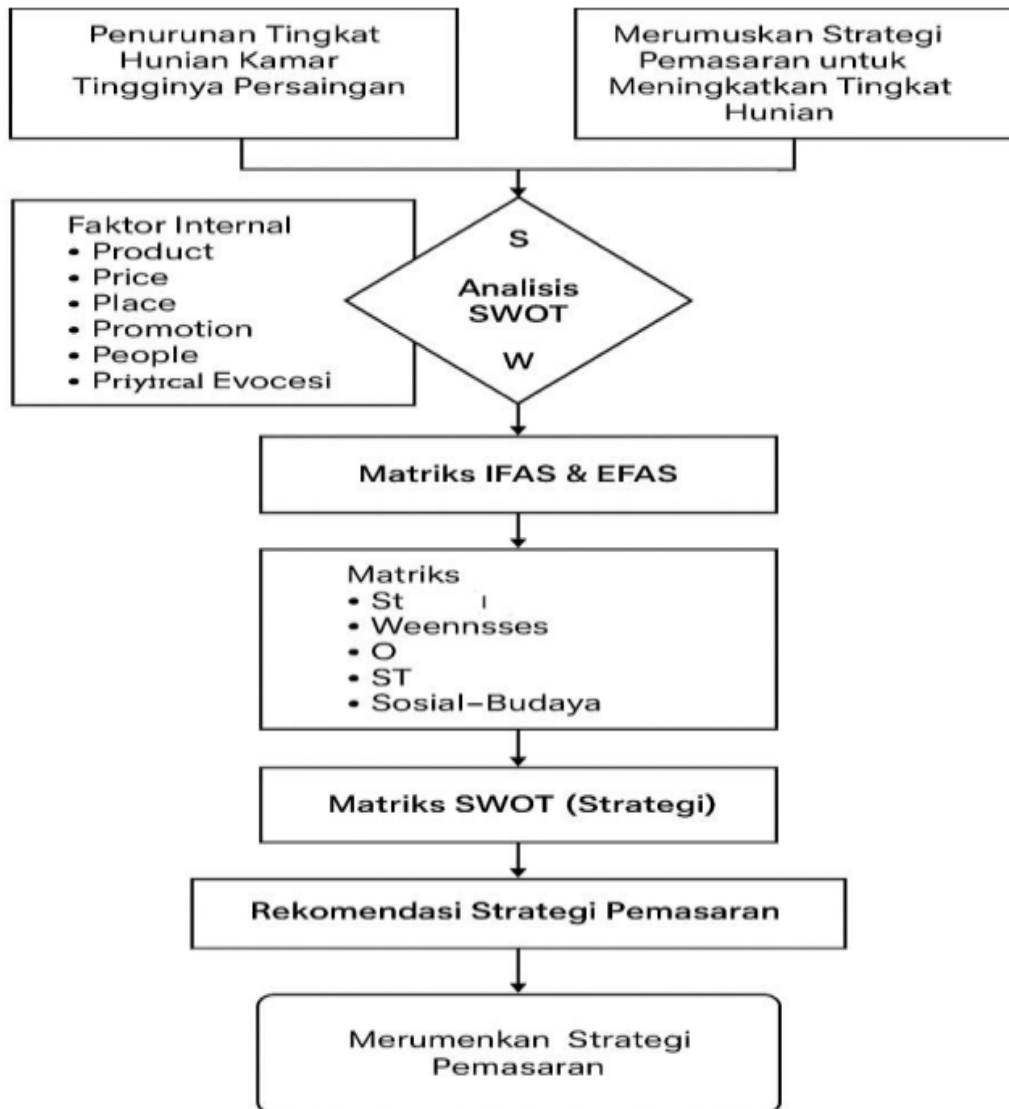 Penurunan Tingkat
Hunian Kamar
Tingginya Persaingan
Merumuskan Strategi
Pemasaran untuk
Meningkatkan Tingkat
Hunian
Faktor Internal
• Product
• Price
• Place
• Promotion
• People
• Priytrcal Evocesi
S
Analisis
SWOT
W
Matriks IFAS & EFAS
Matriks
• St
• Weennsses
• O
• ST
• Sosial–Budaya
Matriks SWOT (Strategi)
Rekomendasi Strategi Pemasaran
Merumenkan Strategi
Pemasaran